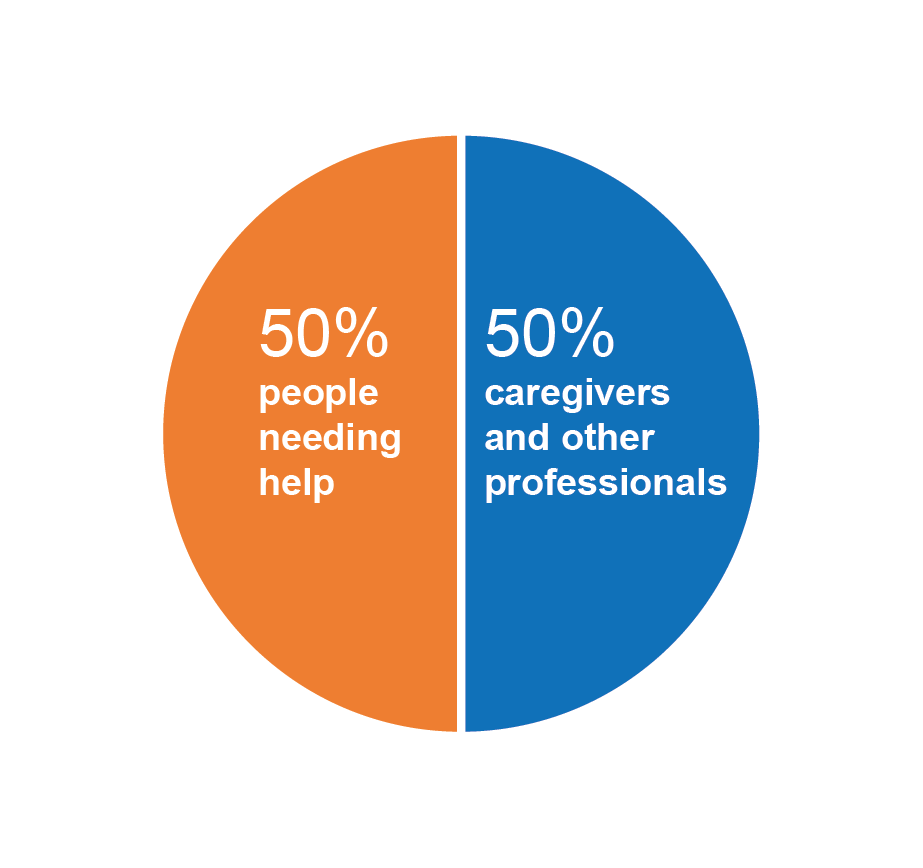 50%
people
needing
help
50%
caregivers
and other
professionals